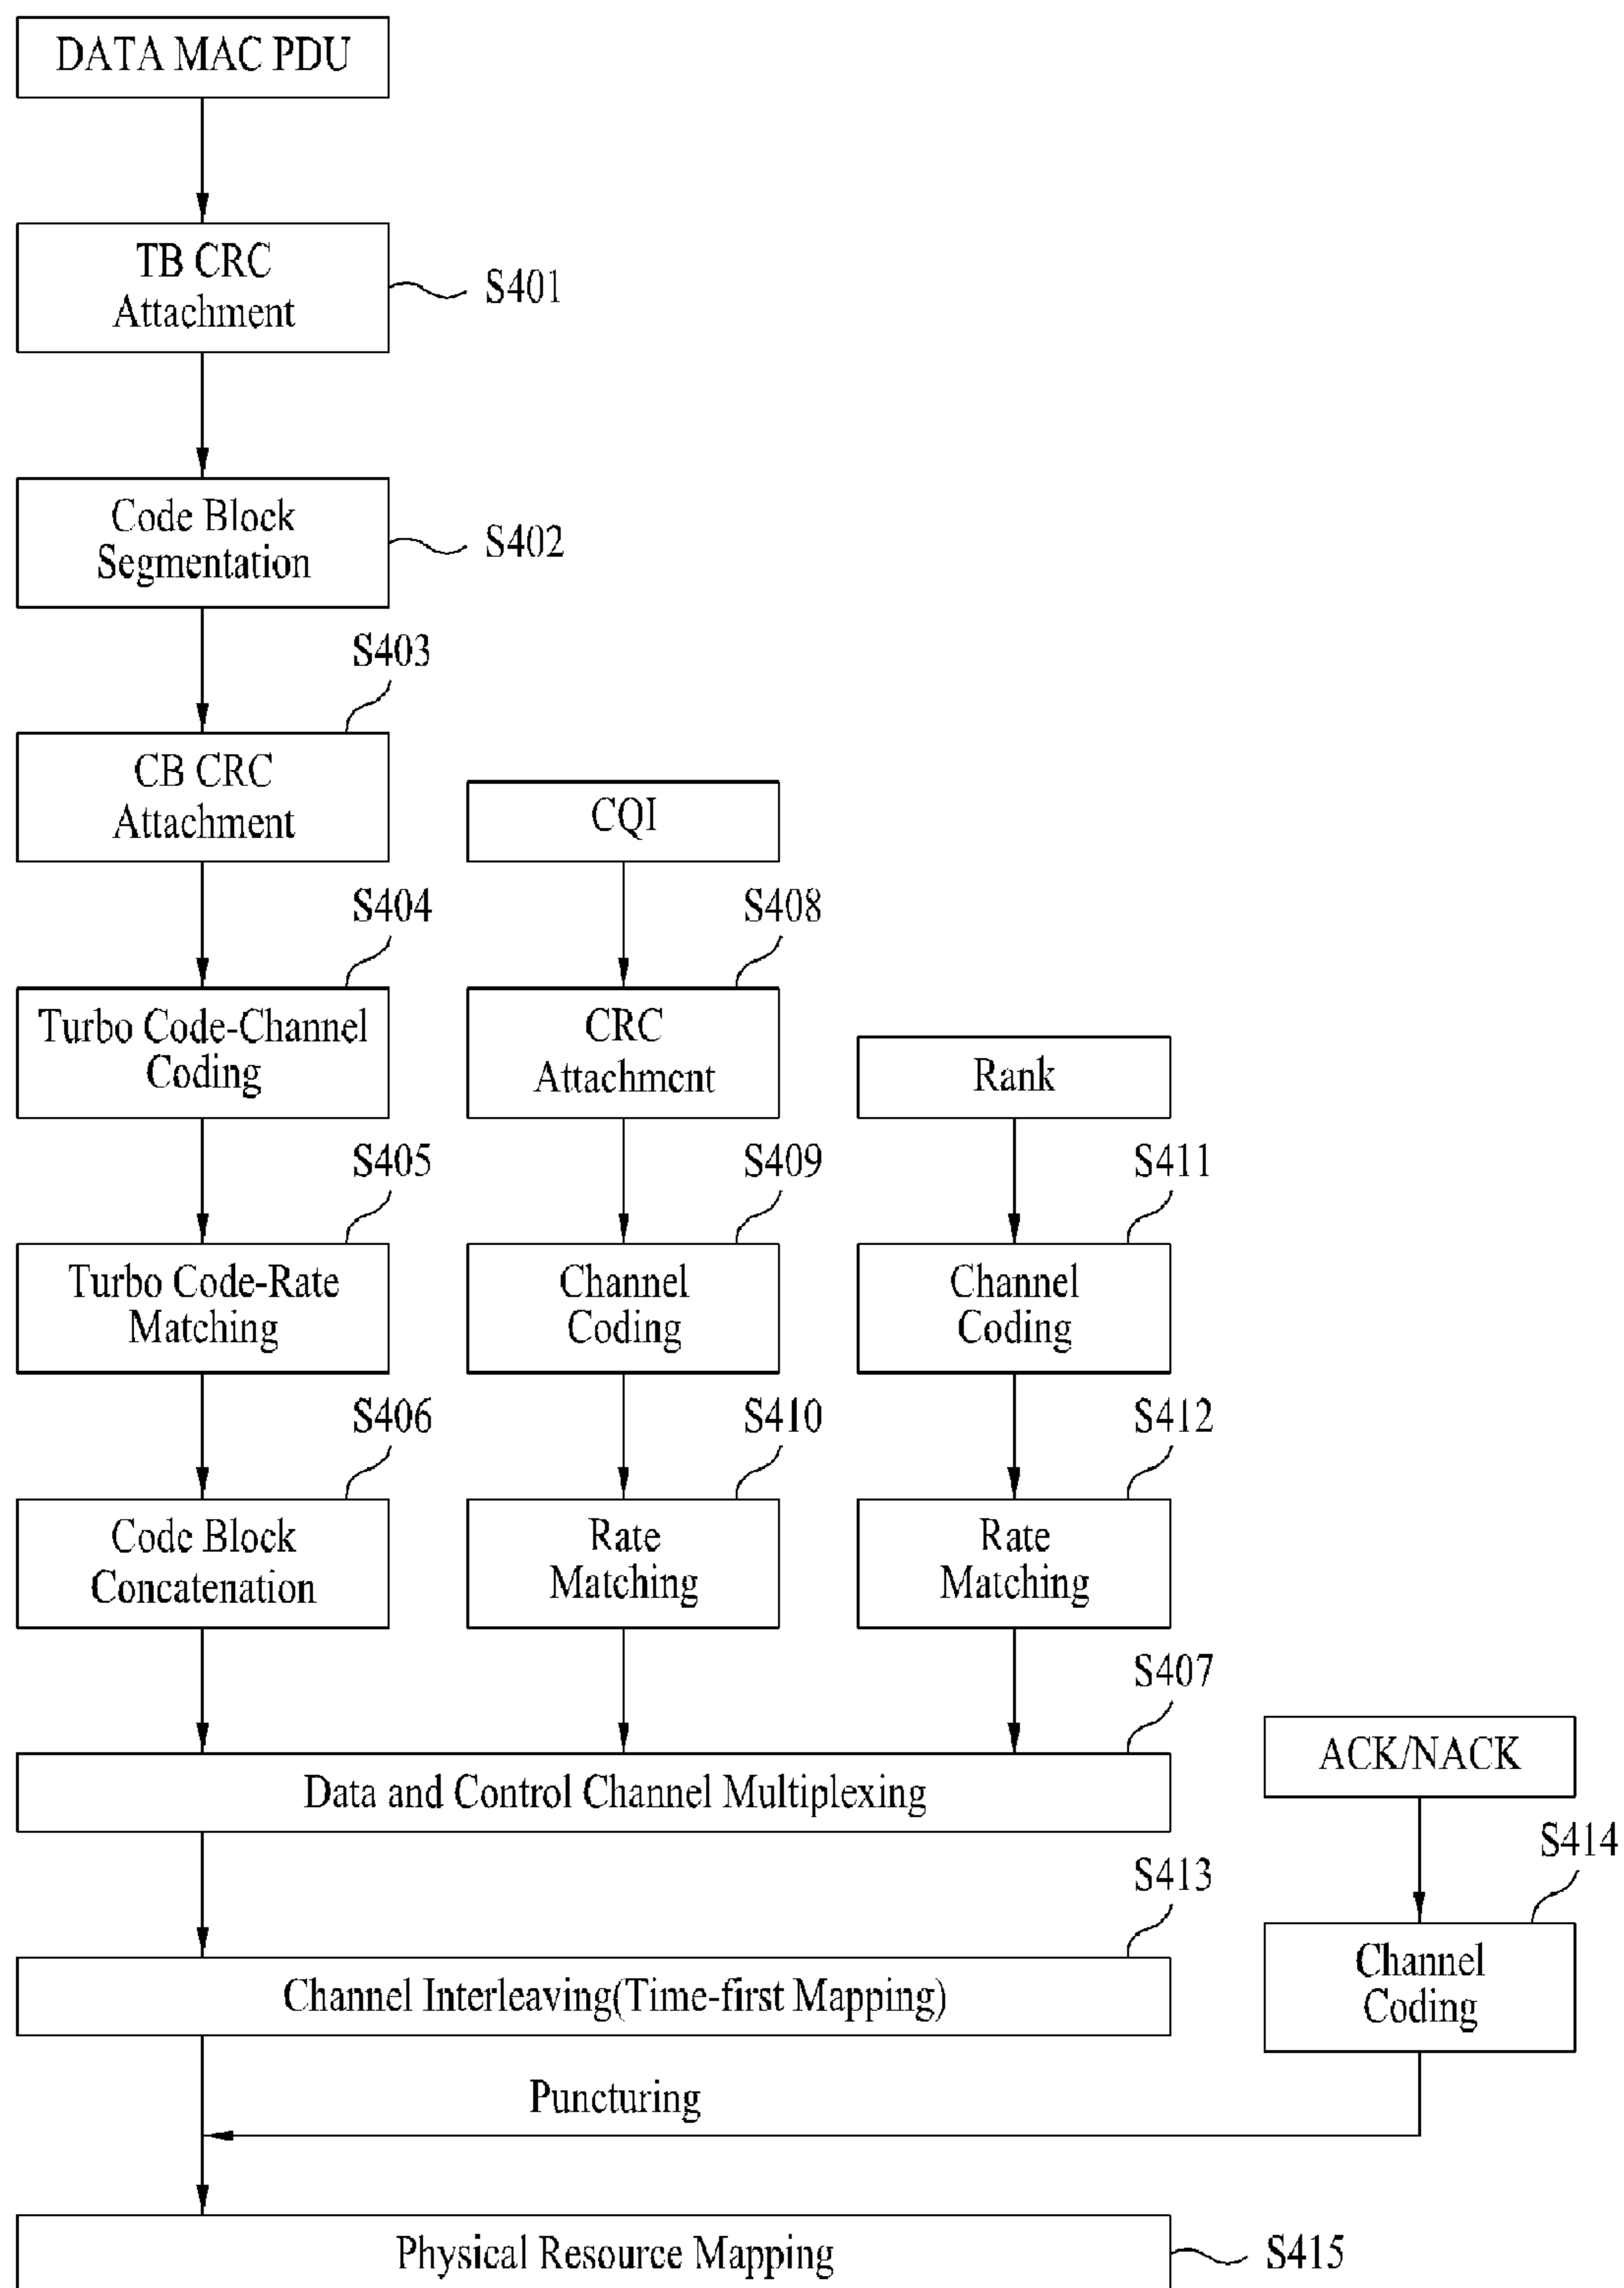 DATA MAC PDU
TB CRC
Attachment
S401
Code Block
Segmentation
S402
S403
CB CRC
Attachment
CQI
S404
S408
Turbo Code-Channel
Coding
CRC
Attachment
Rank
S405
S409
S411
Turbo Code-Rate
Matching
Channel
Coding
Channel
Coding
S406
S410
S412
Code Block
Concatenation
Rate
Matching
Rate
Matching
S407
ACK/NACK
Data and Control Channel Multiplexing
S414
S413
Channel
Coding
Channel Interleaving(Time-first Mapping)
Puncturing
Physical Resource Mapping
S415